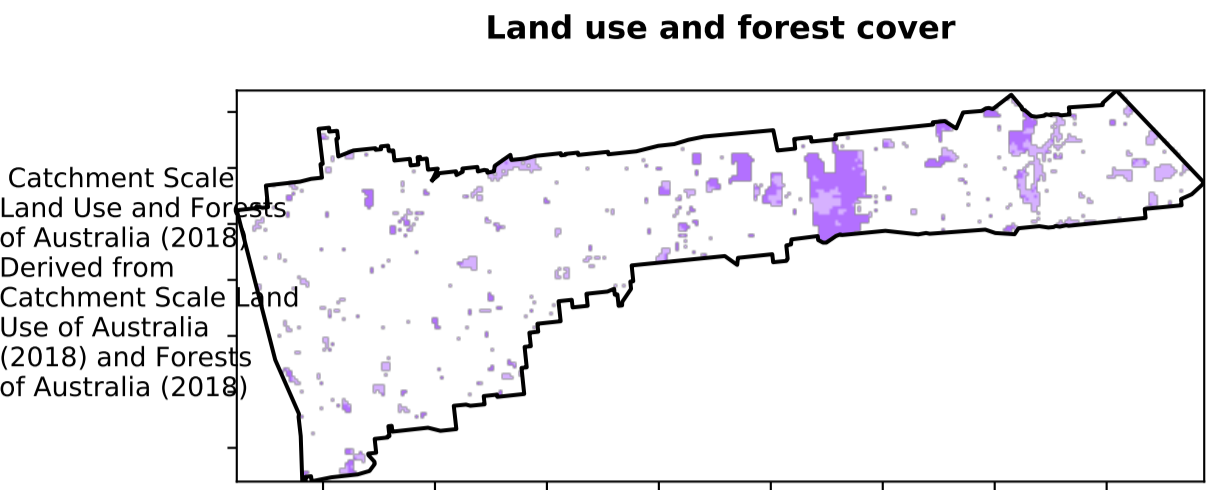 Land use and forest cover
Catchment Scale
Land Use and Forests
of Australia (2018)
Derived from
Catchment Scale Land
Use of Australia
(2018) and Forests
of Australia (2018)